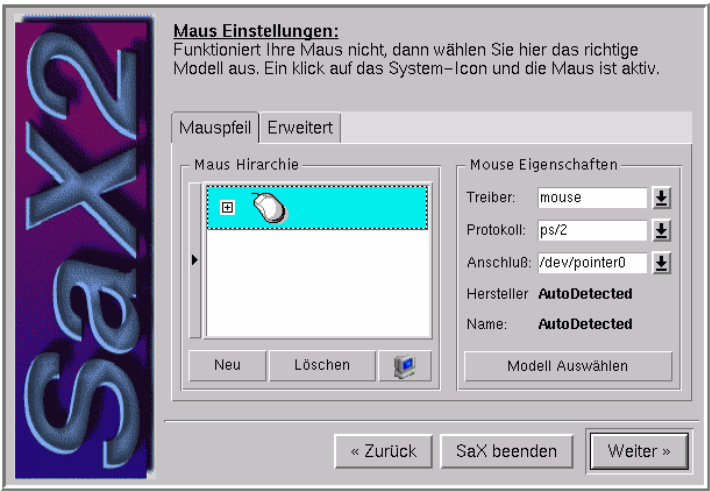 SaX2
Maus Einstellungen:
Funktioniert Ihre Maus nicht, dann wählen Sie hier das richtige
Modell aus. Ein klick auf das System-Icon und die Maus ist aktiv.
Mauspfeil
Erweitert
Maus Hirarchie
Neu
Löschen
Mouse Eigenschaften
Treiber: mouse
Protokoll: ps/2
Anschluß: /dev/pointer0
Hersteller AutoDetected
Name: AutoDetected
Modell Auswählen
« Zurück
SaX beenden
Weiter »